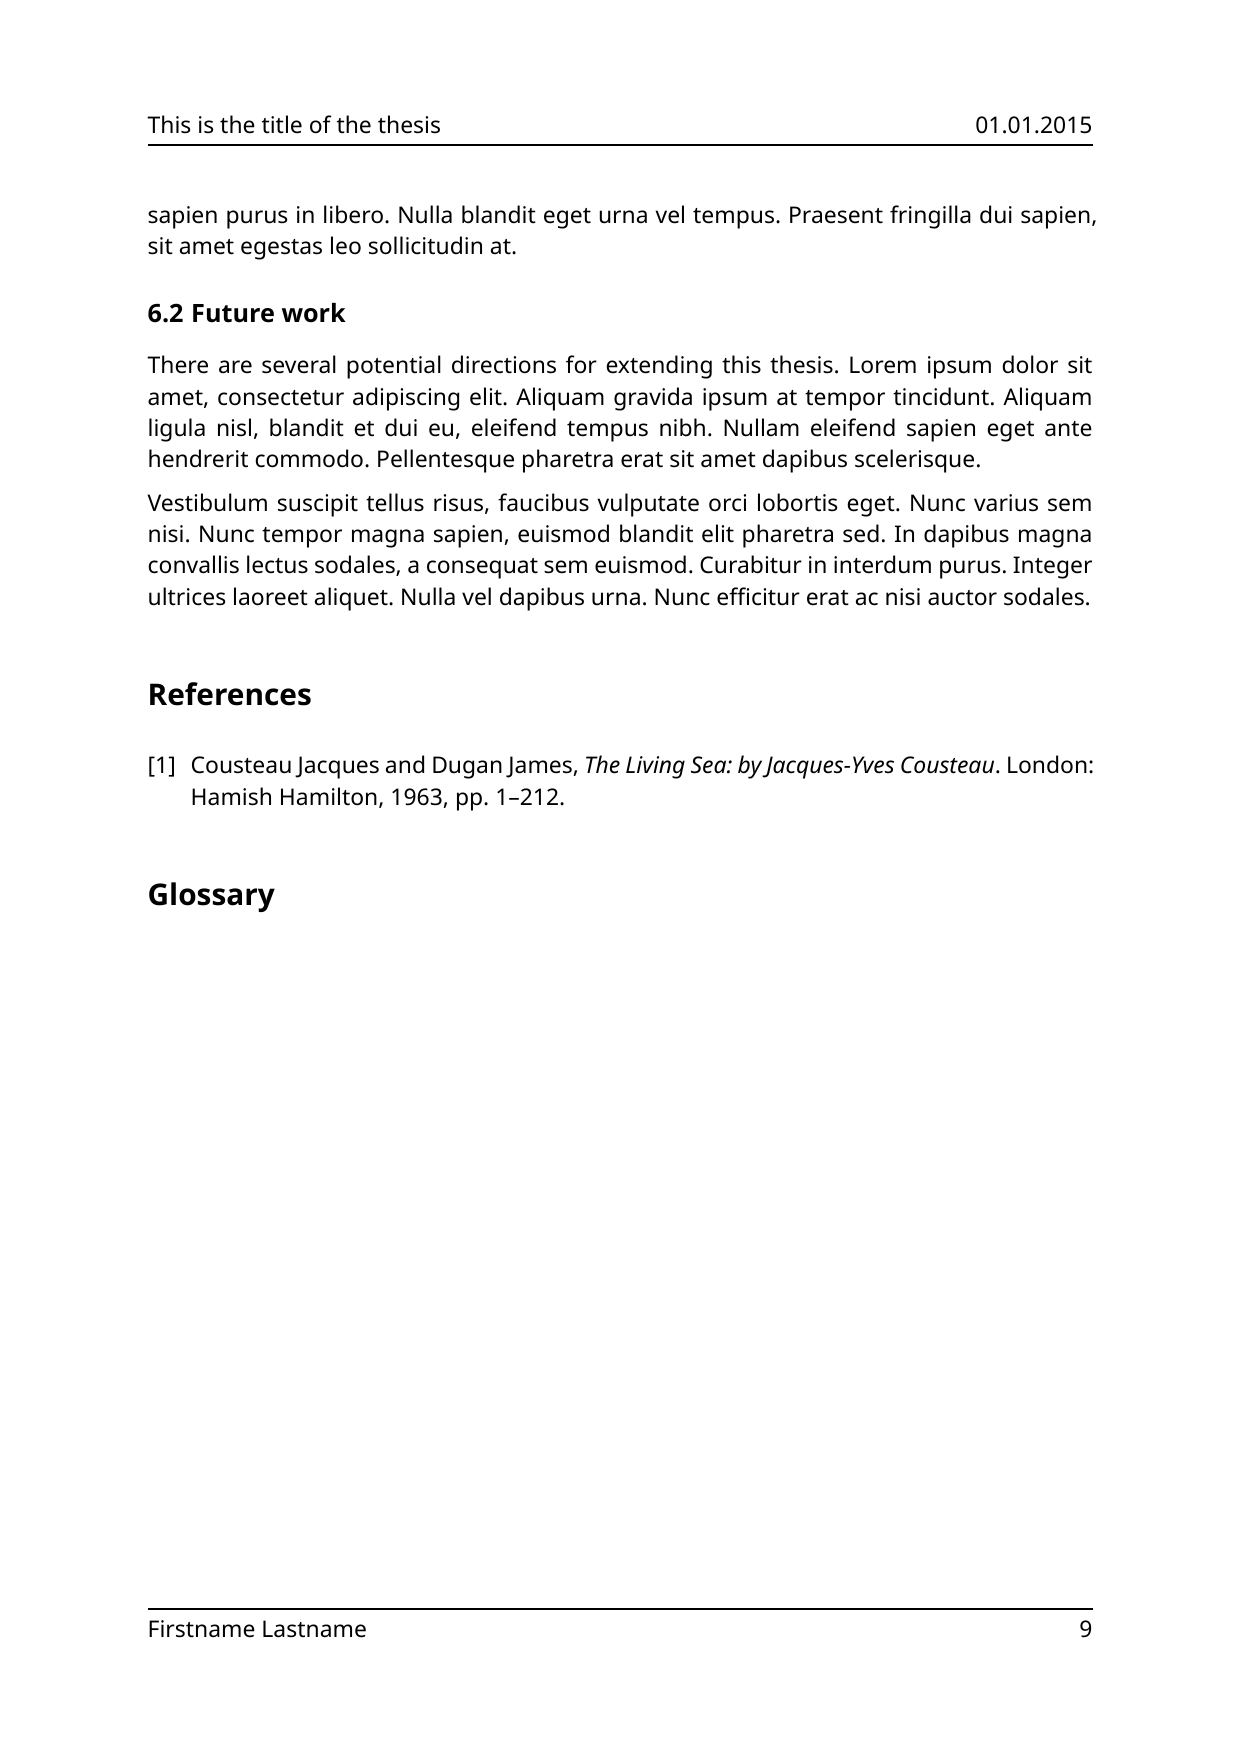 This is the title of the thesis 01.01.2015
sapien purus in libero. Nulla blandit eget urna vel tempus. Praesent fringilla dui sapien,
sit amet egestas leo sollicitudin at.
6.2 Future work
There are several potential directions for extending this thesis. Lorem ipsum dolor sit
amet, consectetur adipiscing elit. Aliquam gravida ipsum at tempor tincidunt. Aliquam
ligula nisl, blandit et dui eu, eleifend tempus nibh. Nullam eleifend sapien eget ante
hendrerit commodo. Pellentesque pharetra erat sit amet dapibus scelerisque.
Vestibulum suscipit tellus risus, faucibus vulputate orci lobortis eget. Nunc varius sem
nisi. Nunc tempor magna sapien, euismod blandit elit pharetra sed. In dapibus magna
convallis lectus sodales, a consequat sem euismod. Curabitur in interdum purus. Integer
ultrices laoreet aliquet. Nulla vel dapibus urna. Nunc efficitur erat ac nisi auctor sodales.
References
[1] Cousteau Jacques and Dugan James, The Living Sea: by Jacques-Yves Cousteau. London:
Hamish Hamilton, 1963, pp. 1–212.
Glossary
Firstname Lastname 9